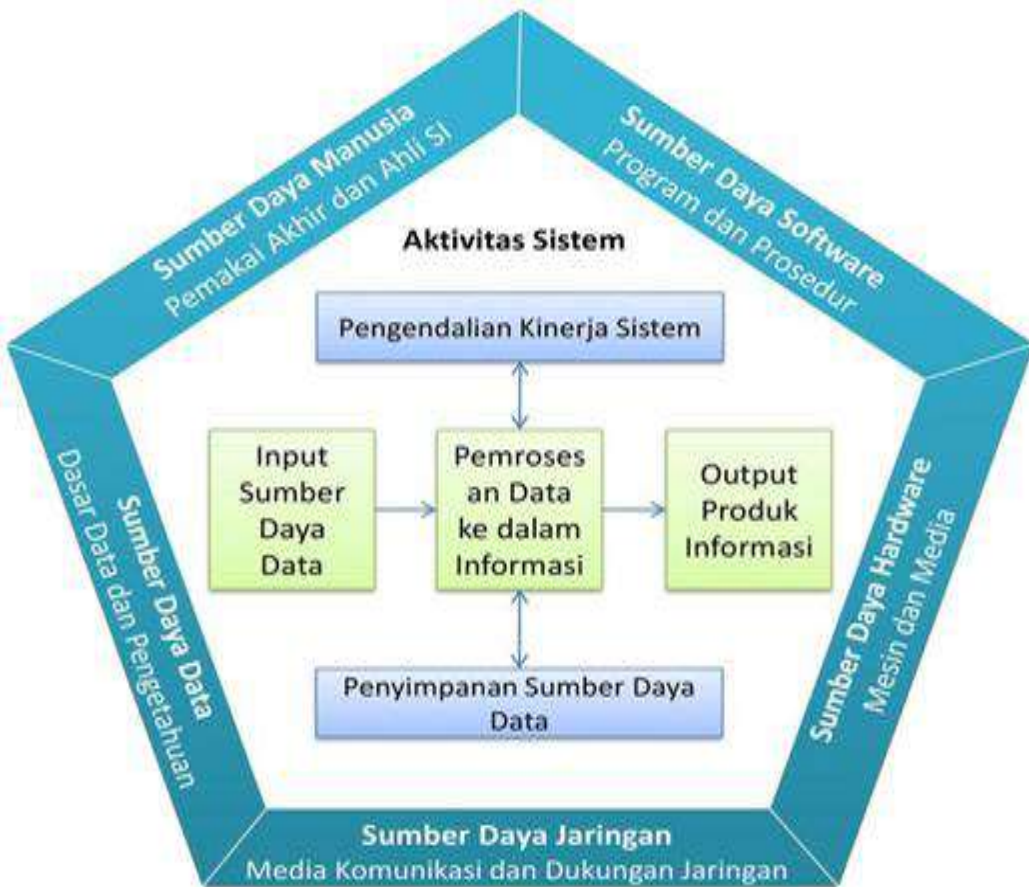 Sumber Daya Manusia
Pemakai Akhir dan Ahli SI
Sumber Daya Software
Program dan Prosedur
Aktivitas Sistem
Pengendalian Kinerja Sistem
Input
Sumber
Daya
Data
Pemroses
an Data
ke dalam
Informasi
Output
Produk
Informasi
Penyimpanan Sumber Daya
Data
Sumber Daya Data
Dasar Data dan Pengetahuan
Sumber Daya Hardware
Mesin dan Media
Sumber Daya Jaringan
Media Komunikasi dan Dukungan Jaringan